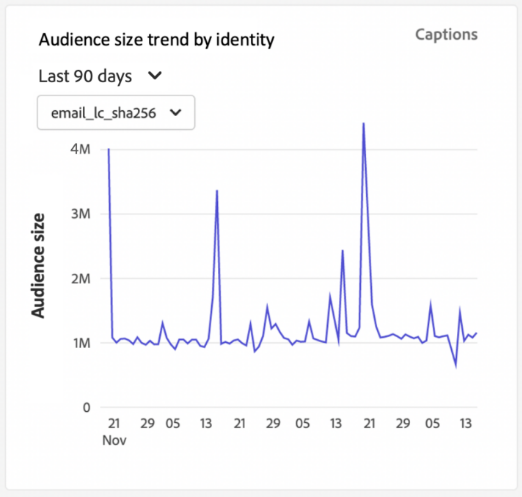 Audience size trend by identity
Captions
Last 90 days
email_lc_sha256
4M
3M
2M
1M
0
Audience size
21 29 05 13 21 29 05 13 21 29 05 13
Nov